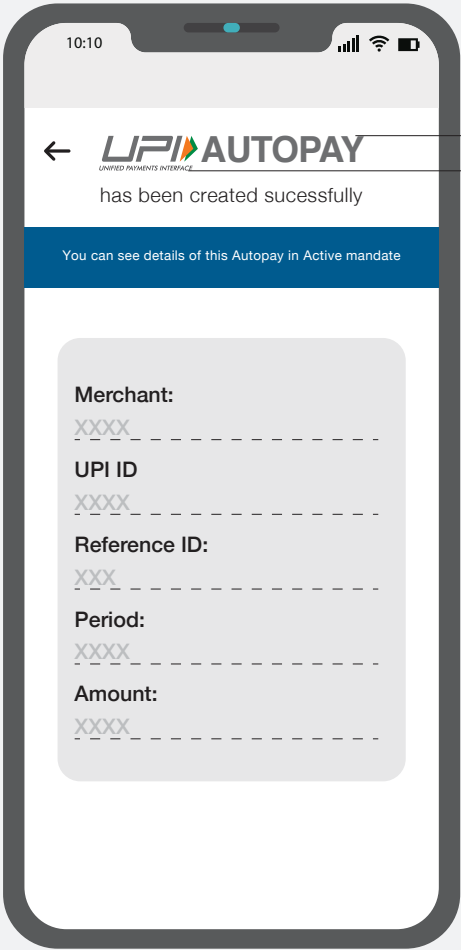 10:10
UPI AUTOPAY
UNIFIED PAYMENTS INTERFACE
has been created sucessfully
You can see details of this Autopay in Active mandate
Merchant:
XXXX
UPI ID
XXXX
Reference ID:
XXX
Period:
XXXX
Amount:
XXXX